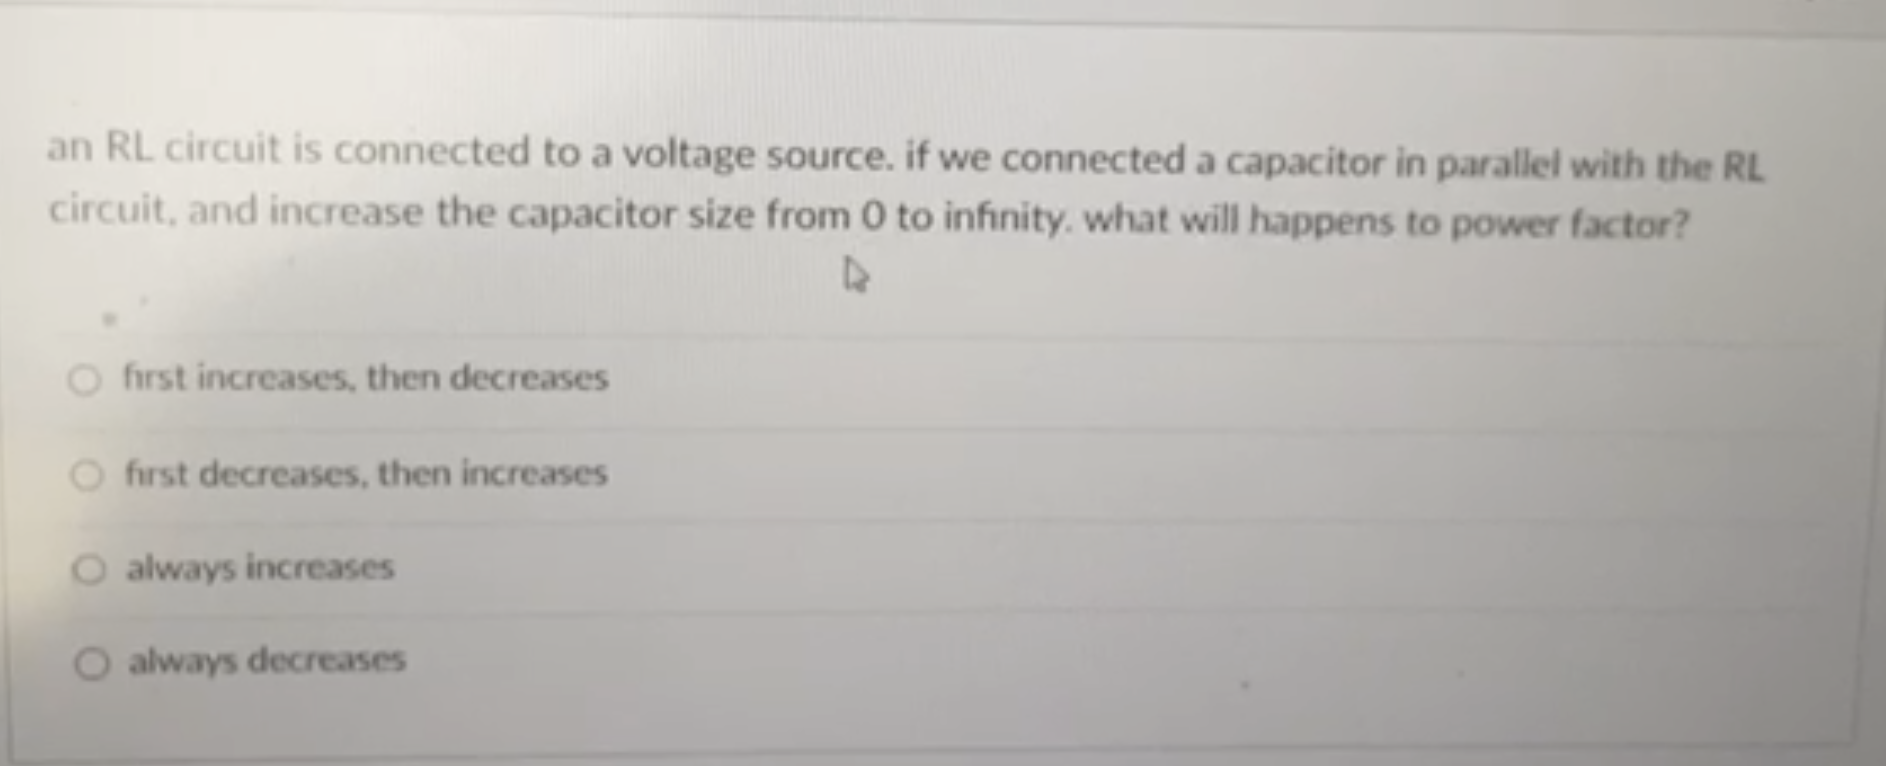 an RL circuit is connected to a voltage source. if we connected a capacitor in parallel with the RL
circuit, and increase the capacitor size from 0 to infinity. what will happens to power factor?
first increases, then decreases
first decreases, then increases
always increases
always decreases